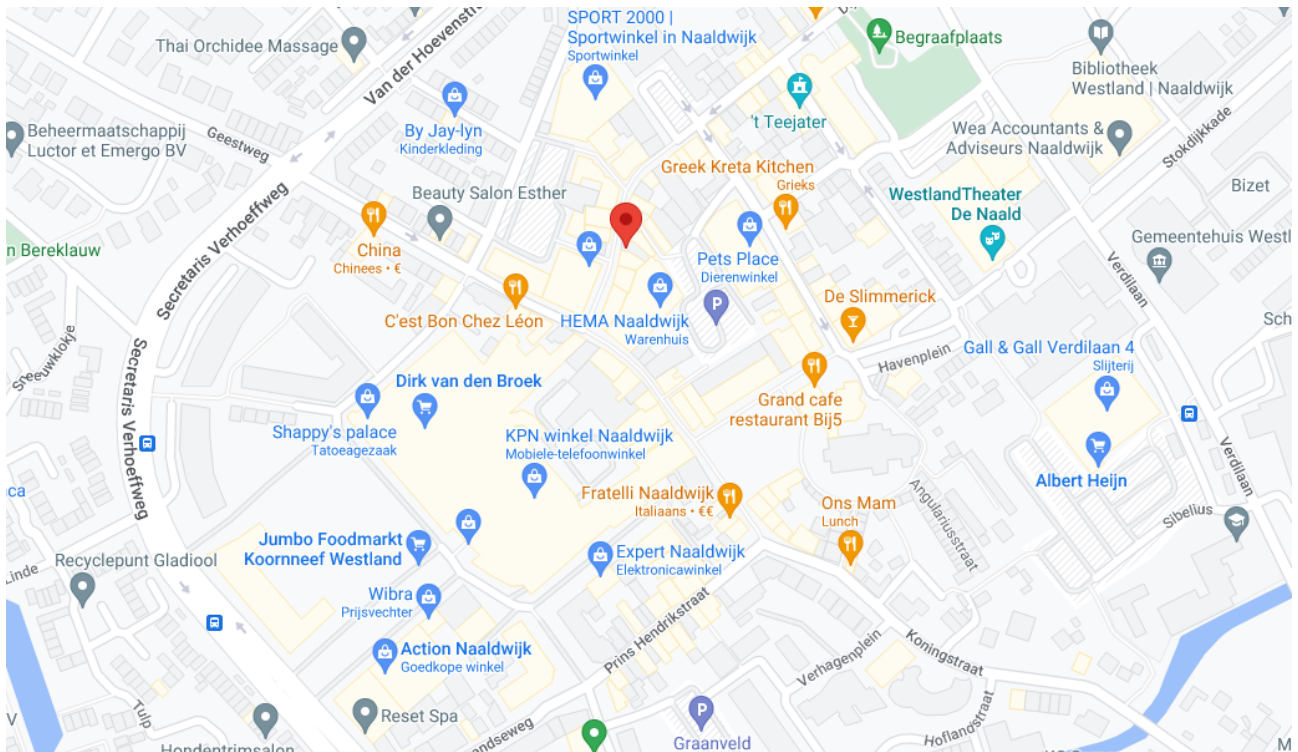 SPORT 2000 |
Sportwinkel in Naaldwijk
Sportwinkel
Thai Orchidee Massage
Van der Hoevenstr
Begraafplaats
Bibliotheek
Westland | Naaldwijk
't Teejater
By Jay-lyn
Kinderkleding
Beheermaatschappij
Luctor et Emergo BV
Geestweg
Wea Accountants &
Adviseurs Naaldwijk
Stokdijkkade
Greek Kreta Kitchen
Grieks
Beauty Salon Esther
WestlandTheater
De Naald
Bizet
Secretaris Verhoeffweg
n Bereklauw
China
Chinees • €
Pets Place
Dierenwinkel
Gemeentehuis Westl
Verdilaan
C'est Bon Chez Léon
HEMA Naaldwijk
Warenhuis
P
De Slimmerick
Sch
Sneeuwklokje
Secretaris Verhoeffweg
Havenplein
Gall & Gall Verdilaan 4
Slijterij
Dirk van den Broek
Grand cafe
restaurant Bij5
Shappy's palace
Tatoeagezaak
KPN winkel Naaldwijk
Mobiele-telefoonwinkel
Verdilaan
Albert Heijn
aca
Fratelli Naaldwijk
Italiaans • €€
Ons Mam
Lunch
Angulariusstraat
Sibelius
Jumbo Foodmarkt
Koornneef Westland
Expert Naaldwijk
Elektronicawinkel
Recyclepunt Gladiool
Linde
Wibra
Prijsvechter
Prins Hendrikstraat
Koningstraat
Verhagenplein
Action Naaldwijk
Goedkope winkel
Tulp
Reset Spa
P
Graanveld
Hoflandstraat
V
Hondentrimsalon
andseweg
M